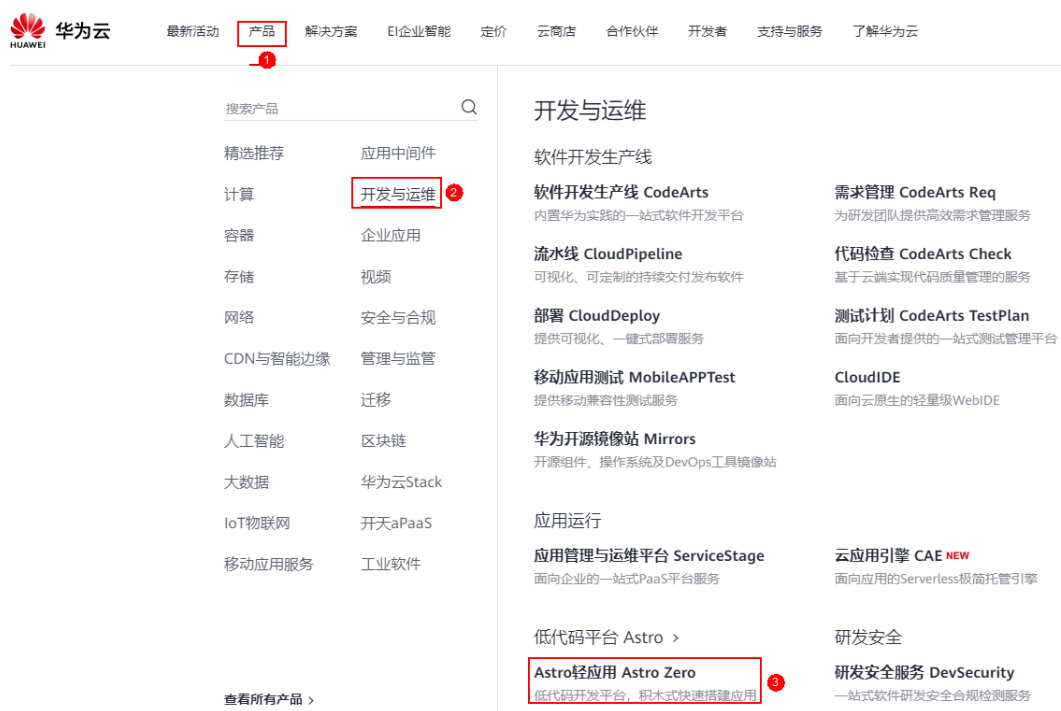 HUAWEI
华为云
最新活动
产品
解决方案
EI企业智能
定价
云商店
合作伙伴
开发者
支持与服务
了解华为云
1
搜索产品
精选推荐
应用中间件
计算
开发与运维
2
容器
企业应用
存储
视频
网络
安全与合规
CDN与智能边缘
管理与监管
数据库
迁移
人工智能
区块链
大数据
华为云Stack
IoT物联网
开天aPaaS
移动应用服务
工业软件
查看所有产品 >
开发与运维
软件开发生产线
软件开发生产线 CodeArts
内置华为实践的一站式软件开发平台
需求管理 CodeArts Req
为研发团队提供高效需求管理服务
流水线 CloudPipeline
可视化、可定制的持续交付发布软件
代码检查 CodeArts Check
基于云端实现代码质量管理的服务
部署 CloudDeploy
提供可视化、一键式部署服务
测试计划 CodeArts TestPlan
面向开发者提供的一站式测试管理平台
移动应用测试 MobileAPPTest
提供移动兼容性测试服务
CloudIDE
面向云原生的轻量级WebIDE
华为开源镜像站 Mirrors
开源组件、操作系统及DevOps工具镜像站
应用运行
应用管理与运维平台 ServiceStage
面向企业的一站式PaaS平台服务
云应用引擎 CAE NEW
面向应用的Serverless极简托管引擎
低代码平台 Astro >
Astro轻应用 Astro Zero
低代码开发平台，积木式快速搭建应用
3
研发安全
研发安全服务 DevSecurity
一站式软件研发安全合规检测服务